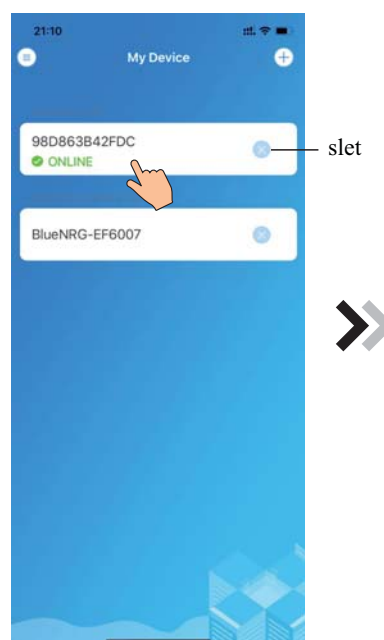 21:10
My Device
98D863B42FDC
ONLINE
slet
BlueNRG-EF6007